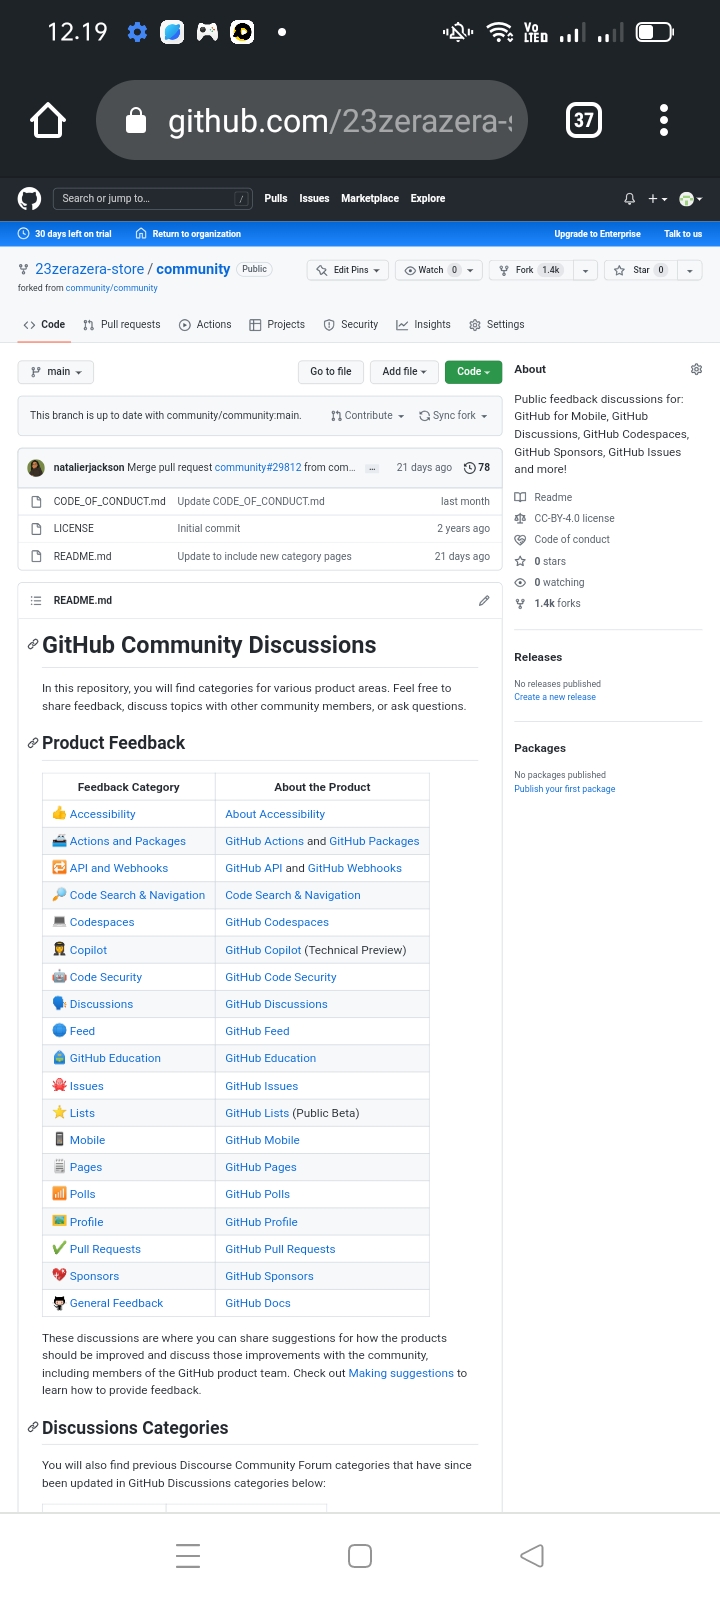 12.19
Vo LTED
github.com/23zerazera-s
37
Search or jump to... /
Pulls Issues Marketplace Explore
30 days left on trial Return to organization Upgrade to Enterprise Talk to us
23zerazera-store / community Public
Edit Pins Watch 0 Fork 1.4k Star 0
forked from community/community
Code Pull requests Actions Projects Security Insights Settings
main Go to file Add file Code
This branch is up to date with community/community:main. Contribute Sync fork
natalierjackson Merge pull request community#29812 from com... ... 21 days ago 78
CODE_OF_CONDUCT.md Update CODE_OF_CONDUCT.md last month
LICENSE Initial commit 2 years ago
README.md Update to include new category pages 21 days ago
README.md
GitHub Community Discussions
In this repository, you will find categories for various product areas. Feel free to
share feedback, discuss topics with other community members, or ask questions.
Product Feedback
Feedback Category About the Product
Accessibility About Accessibility
Actions and Packages GitHub Actions and GitHub Packages
API and Webhooks GitHub API and GitHub Webhooks
Code Search & Navigation Code Search & Navigation
Codespaces GitHub Codespaces
Copilot GitHub Copilot (Technical Preview)
Code Security GitHub Code Security
Discussions GitHub Discussions
Feed GitHub Feed
GitHub Education GitHub Education
Issues GitHub Issues
Lists GitHub Lists (Public Beta)
Mobile GitHub Mobile
Pages GitHub Pages
Polls GitHub Polls
Profile GitHub Profile
Pull Requests GitHub Pull Requests
Sponsors GitHub Sponsors
General Feedback GitHub Docs
These discussions are where you can share suggestions for how the products
should be improved and discuss those improvements with the community,
including members of the GitHub product team. Check out Making suggestions to
learn how to provide feedback.
Discussions Categories
You will also find previous Discourse Community Forum categories that have since
been updated in GitHub Discussions categories below:
About
Public feedback discussions for:
GitHub for Mobile, GitHub
Discussions, GitHub Codespaces,
GitHub Sponsors, GitHub Issues
and more!
Readme
CC-BY-4.0 license
Code of conduct
0 stars
0 watching
1.4k forks
Releases
No releases published
Create a new release
Packages
No packages published
Publish your first package